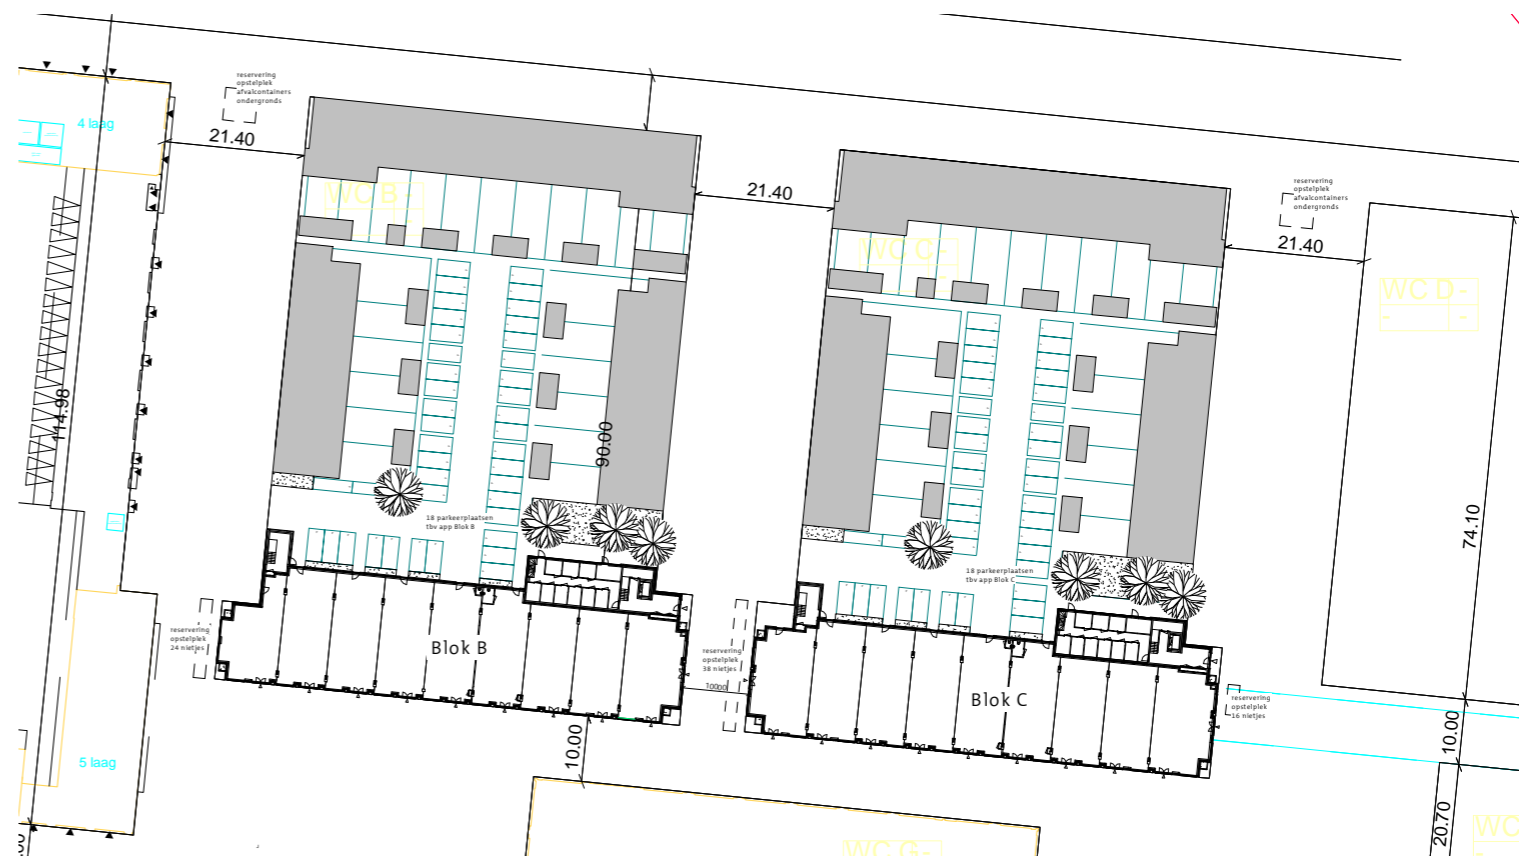 reservering
opstelplek
afvalcontainers
ondergronds
4 laag
21.40
WC B -
21.40
reservering
opstelplek
afvalcontainers
ondergronds
21.40
WC C -
WC D -
-
-
114.98
90.00
18 parkeerplaatsen
tbv app Blok B
74.10
18 parkeerplaatsen
tbv app Blok C
reservering
opstelplek
24 nietjes
Blok B
reservering
opstelplek
38 nietjes
10000
Blok C
reservering
opstelplek
16 nietjes
10.00
10.00
5 laag
20.70
WC
WC G -